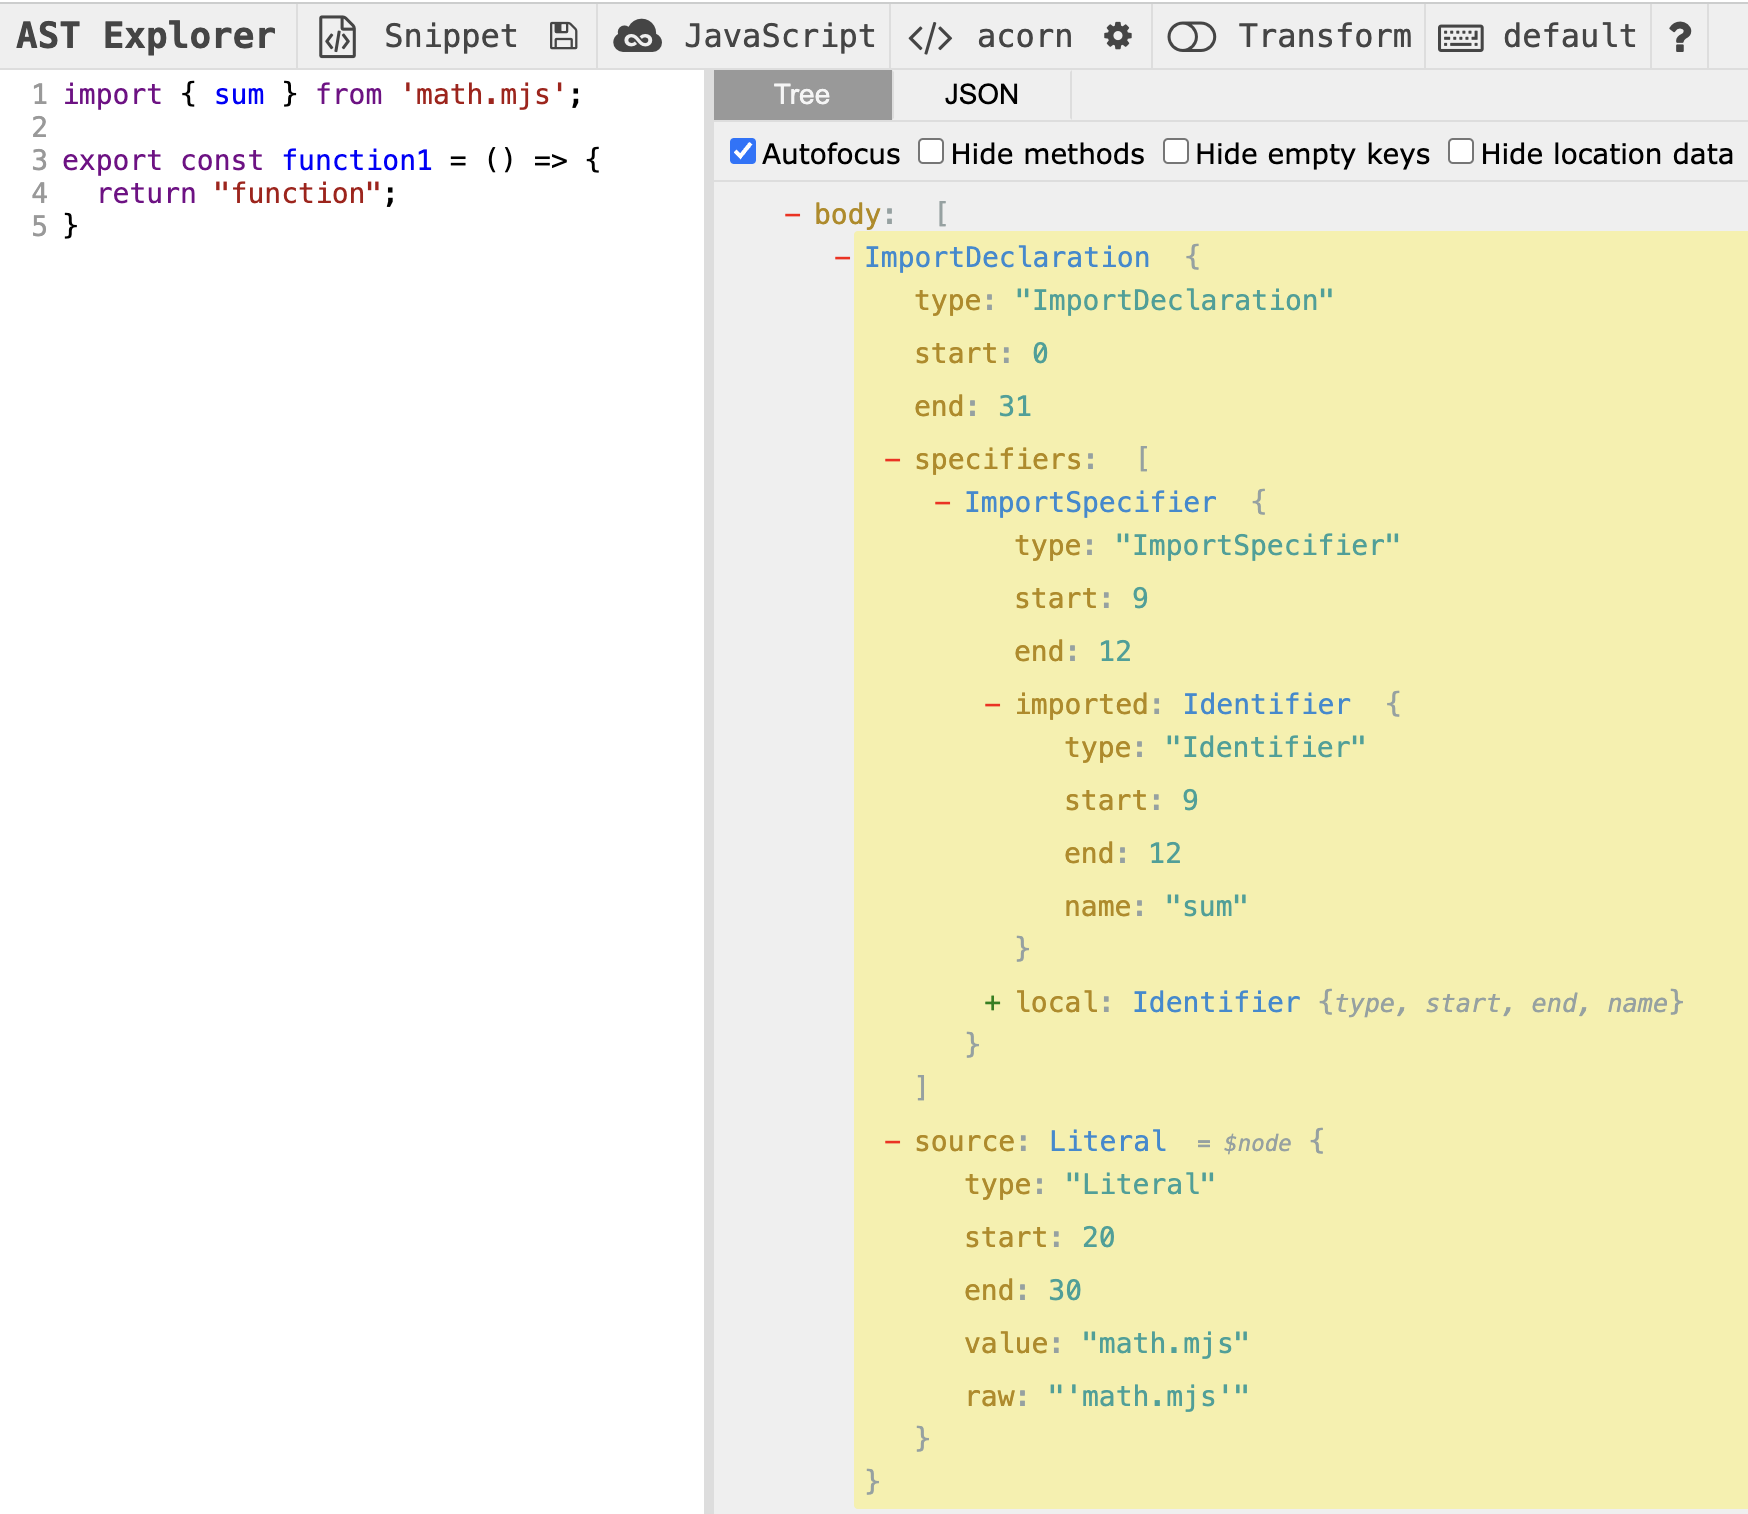 AST Explorer Snippet JavaScript </> acorn Transform default ?
1 import { sum } from 'math.mjs';
2
3 export const function1 = () => {
4   return "function";
5 }
Tree JSON
Autofocus Hide methods Hide empty keys Hide location data
- body: [
- ImportDeclaration {
type: "ImportDeclaration"
start: 0
end: 31
- specifiers: [
- ImportSpecifier {
type: "ImportSpecifier"
start: 9
end: 12
- imported: Identifier {
type: "Identifier"
start: 9
end: 12
name: "sum"
}
+ local: Identifier {type, start, end, name}
}
]
- source: Literal = $node {
type: "Literal"
start: 20
end: 30
value: "math.mjs"
raw: "'math.mjs'"
}
}